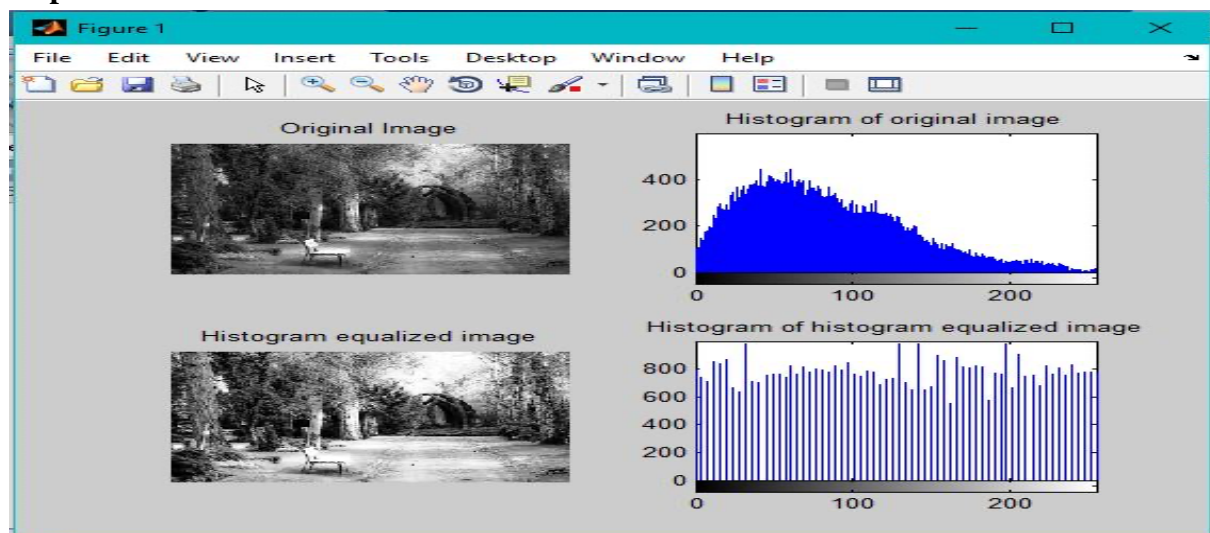 Figure 1
File Edit View Insert Tools Desktop Window Help
Original Image
Histogram of original image
400
200
0
0 100 200
Histogram equalized image
Histogram of histogram equalized image
800
600
400
200
0
0 100 200